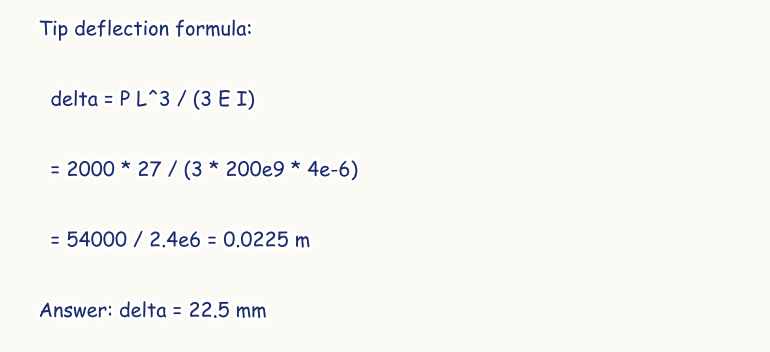 Tip deflection formula:
delta = P L^3 / (3 E I)
= 2000 * 27 / (3 * 200e9 * 4e-6)
= 54000 / 2.4e6 = 0.0225 m
Answer: delta = 22.5 mm